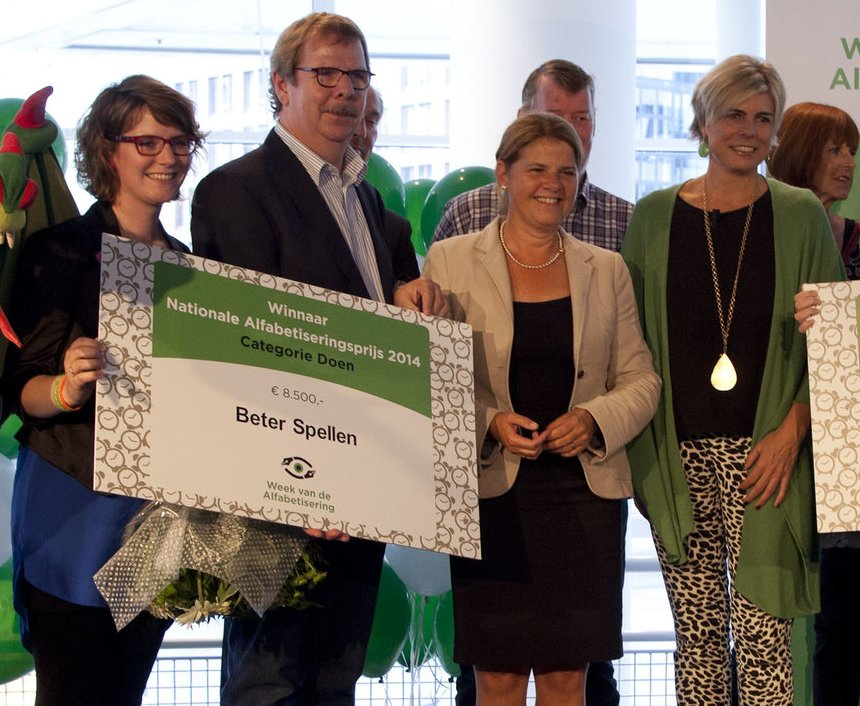 Winnaar
Nationale Alfabetiseringsprijs 2014
Categorie Doen
€ 8.500,-
Beter Spellen
Week van de
Alfabetisering